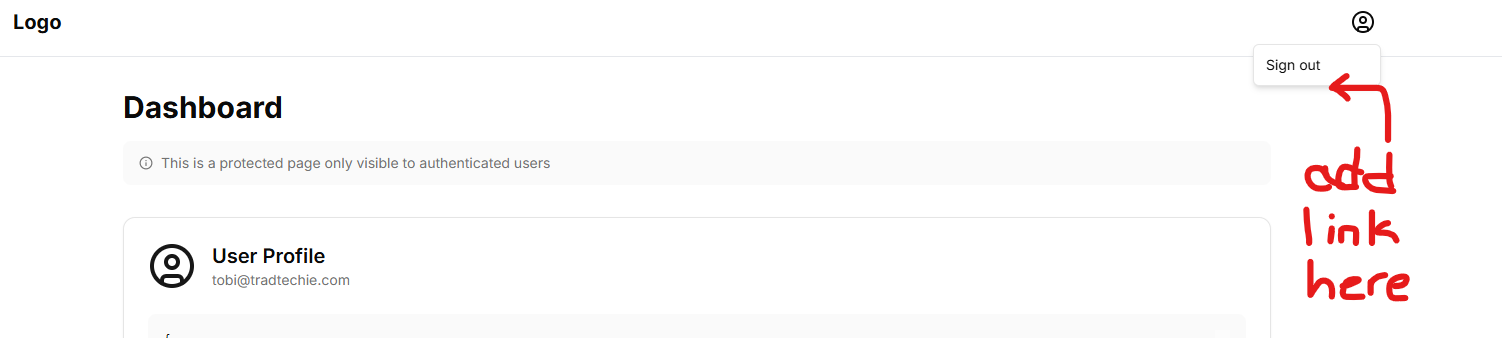 Logo
Sign out
Dashboard
This is a protected page only visible to authenticated users
User Profile
tobi@tradtechie.com
add
link
here